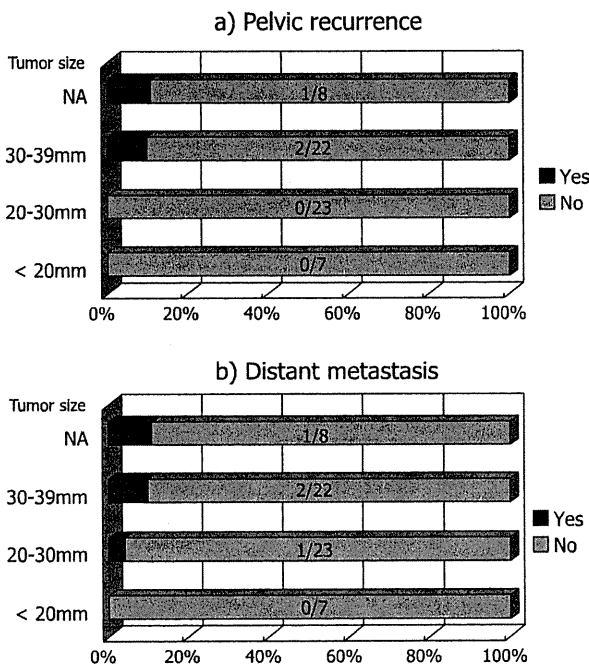 a) Pelvic recurrence
Tumor size
NA
1/8
30-39mm
2/22
20-30mm
0/23
< 20mm
0/7
Yes
No
0% 20% 40% 60% 80% 100%
b) Distant metastasis
Tumor size
NA
1/8
30-39mm
2/22
20-30mm
1/23
< 20mm
0/7
Yes
No
0% 20% 40% 60% 80% 100%